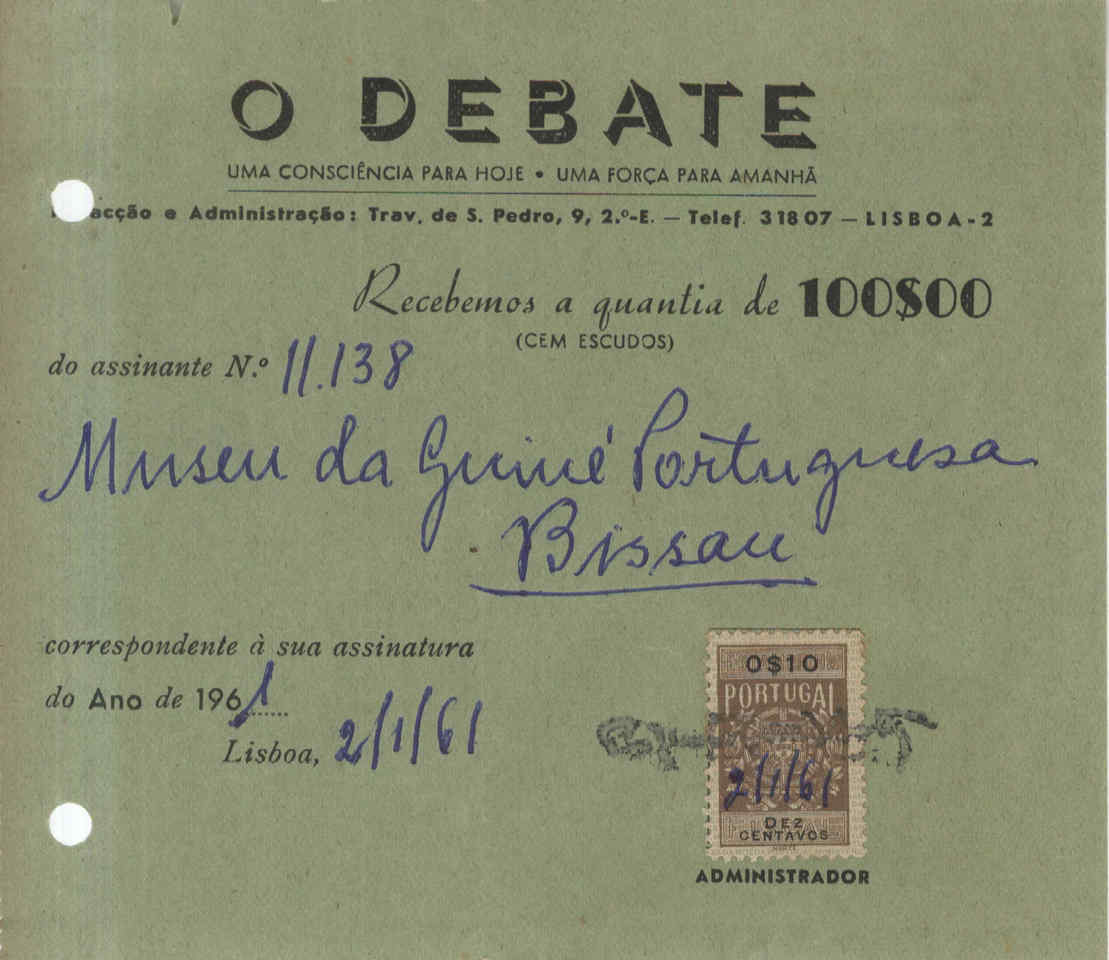 O DEBATE
UMA CONSCIÊNCIA PARA HOJE • UMA FORÇA PARA AMANHÃ
acção e Administração: Trav. de S. Pedro, 9, 2.º-E. — Telef. 31807 — LISBOA-2
Recebemos a quantia de 100$00
(CEM ESCUDOS)
do assinante N.º 11.138
Museu da Guiné Portuguesa
Bissau
correspondente à sua assinatura
do Ano de 1961
Lisboa, 2/1/61
0$10
PORTUGAL
2/1/61
DEZ
CENTAVOS
ADMINISTRADOR